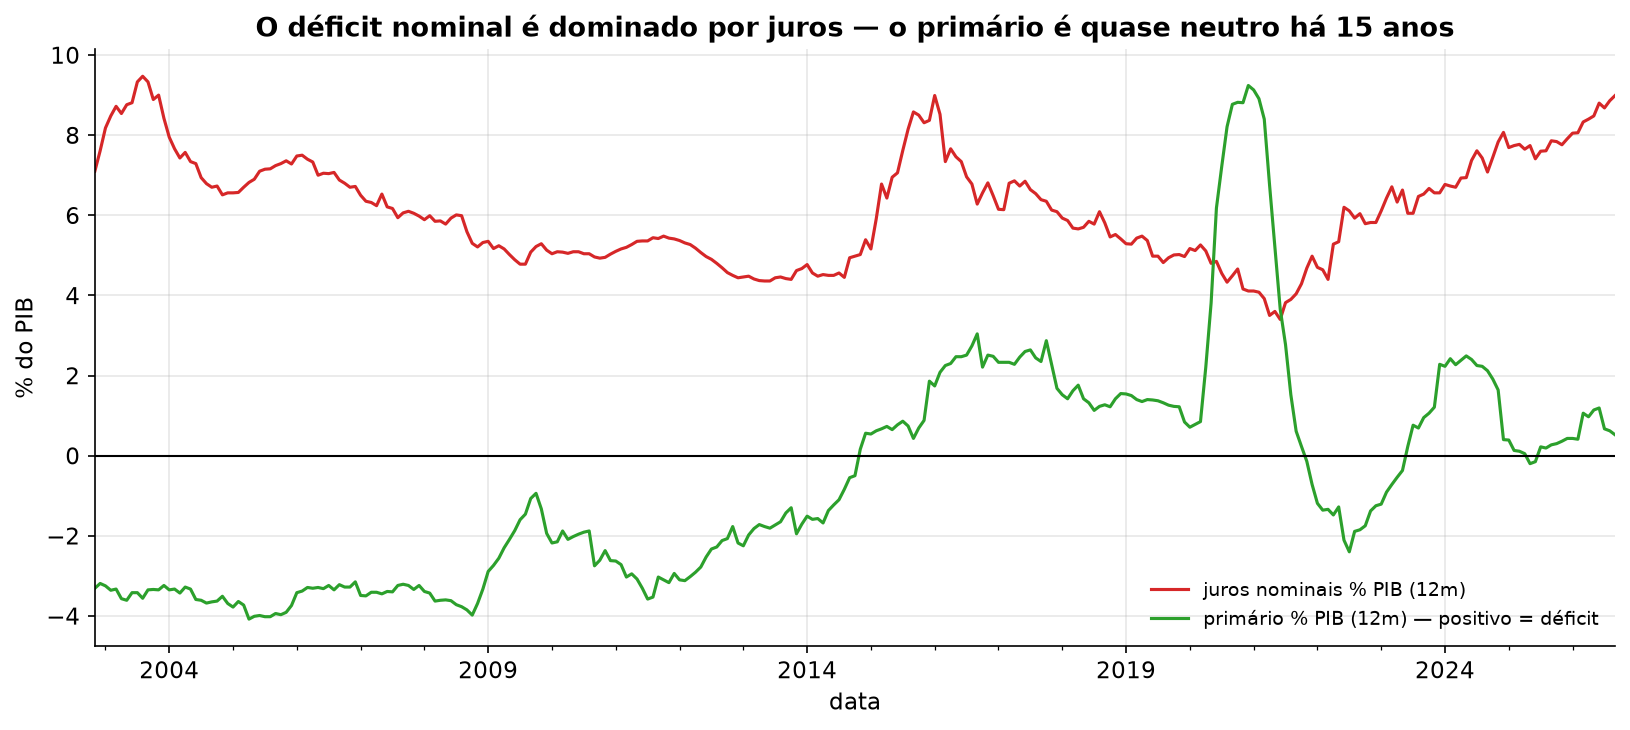 O déficit nominal é dominado por juros — o primário é quase neutro há 15 anos
10
8
6
4
2
0
−2
−4
% do PIB
juros nominais % PIB (12m)
primário % PIB (12m) — positivo = déficit
2004
2009
2014
2019
2024
data